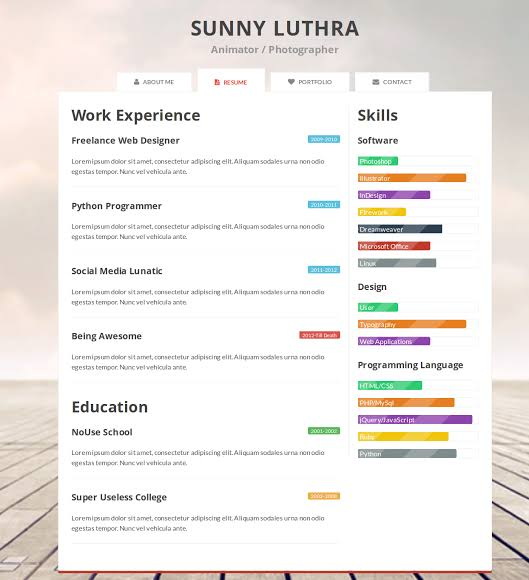 SUNNY LUTHRA
Animator / Photographer
ABOUT ME
RESUME
PORTFOLIO
CONTACT
Work Experience
Freelance Web Designer
2009-2010
Lorem ipsum dolor sit amet, consectetur adipiscing elit. Aliquam sodales urna non odio
egestas tempor. Nunc vel vehicula ante.
Python Programmer
2010-2011
Lorem ipsum dolor sit amet, consectetur adipiscing elit. Aliquam sodales urna non odio
egestas tempor. Nunc vel vehicula ante.
Social Media Lunatic
2011-2012
Lorem ipsum dolor sit amet, consectetur adipiscing elit. Aliquam sodales urna non odio
egestas tempor. Nunc vel vehicula ante.
Being Awesome
2012-Till Death
Lorem ipsum dolor sit amet, consectetur adipiscing elit. Aliquam sodales urna non odio
egestas tempor. Nunc vel vehicula ante.
Education
NoUse School
2001-2002
Lorem ipsum dolor sit amet, consectetur adipiscing elit. Aliquam sodales urna non odio
egestas tempor. Nunc vel vehicula ante.
Super Useless College
Lorem ipsum dolor sit amet, consectetur adipiscing elit. Aliquam sodales urna non odio
egestas tempor. Nunc vel vehicula ante.
Skills
Software
Photoshop
Illustrator
InDesign
Firework
Dreamweaver
Microsoft Office
Linux
Design
User
Typography
Web Applications
Programming Language
HTML/CSS
PHP/MySql
jQuery/JavaScript
Ruby
Python